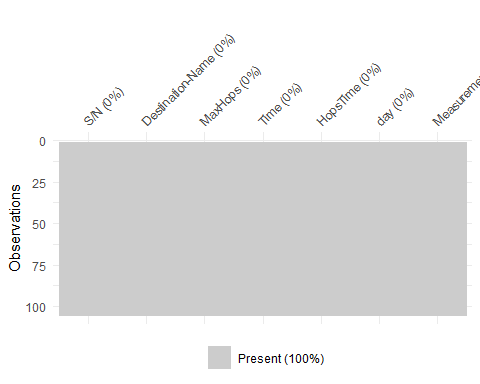 S/N (0%)
Destination-Name (0%)
MaxHops (0%)
Time (0%)
HopsTime (0%)
day (0%)
Measureme
0
25
50
75
100
Observations
Present (100%)